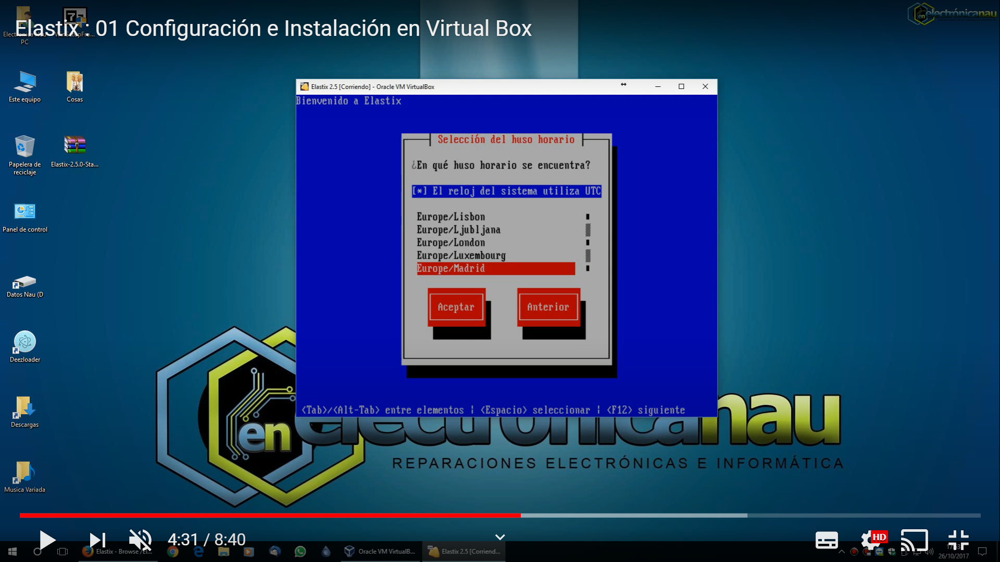 Elastix : 01 Configuración e Instalación en Virtual Box
electrónicanau
PC
Este equipo
Cosas
Papelera de
reciclaje
Elastix-2.5.0-Sta...
Panel de control
Datos Nau (D
Deezloader
Descargas
Musica Variada
Elastix 2.5 [Corriendo] - Oracle VM VirtualBox
Bienvenido a Elastix
Selección del huso horario
¿En qué huso horario se encuentra?
[*] El reloj del sistema utiliza UTC
Europe/Lisbon
Europe/Ljubljana
Europe/London
Europe/Luxembourg
Europe/Madrid
Aceptar
Anterior
<Tab>/<Alt-Tab> entre elementos | <Espacio> seleccionar | <F12> siguiente
en electrónicanau
REPARACIONES ELECTRÓNICAS E INFORMÁTICA
4:31 / 8:40
HD
Elastix - Browse /El...
Oracle VM VirtualB...
Elastix 2.5 [Corriend...
26/10/2017